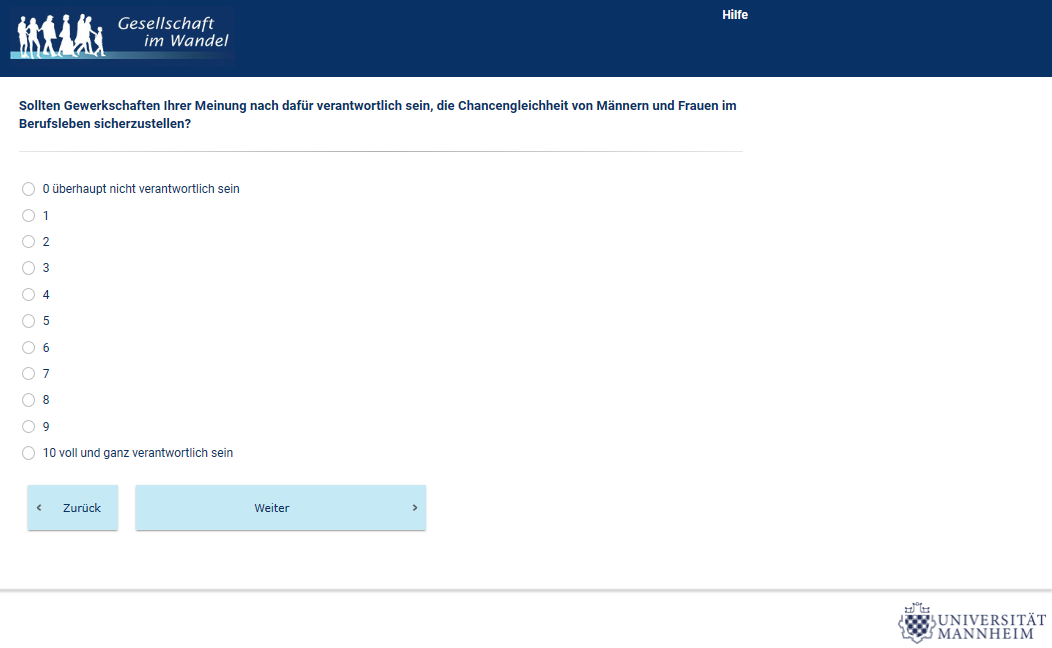 Gesellschaft
im Wandel
Hilfe
Sollten Gewerkschaften Ihrer Meinung nach dafür verantwortlich sein, die Chancengleichheit von Männern und Frauen im
Berufsleben sicherzustellen?
0 überhaupt nicht verantwortlich sein
1
2
3
4
5
6
7
8
9
10 voll und ganz verantwortlich sein
‹ Zurück
Weiter ›
UNIVERSITÄT
MANNHEIM